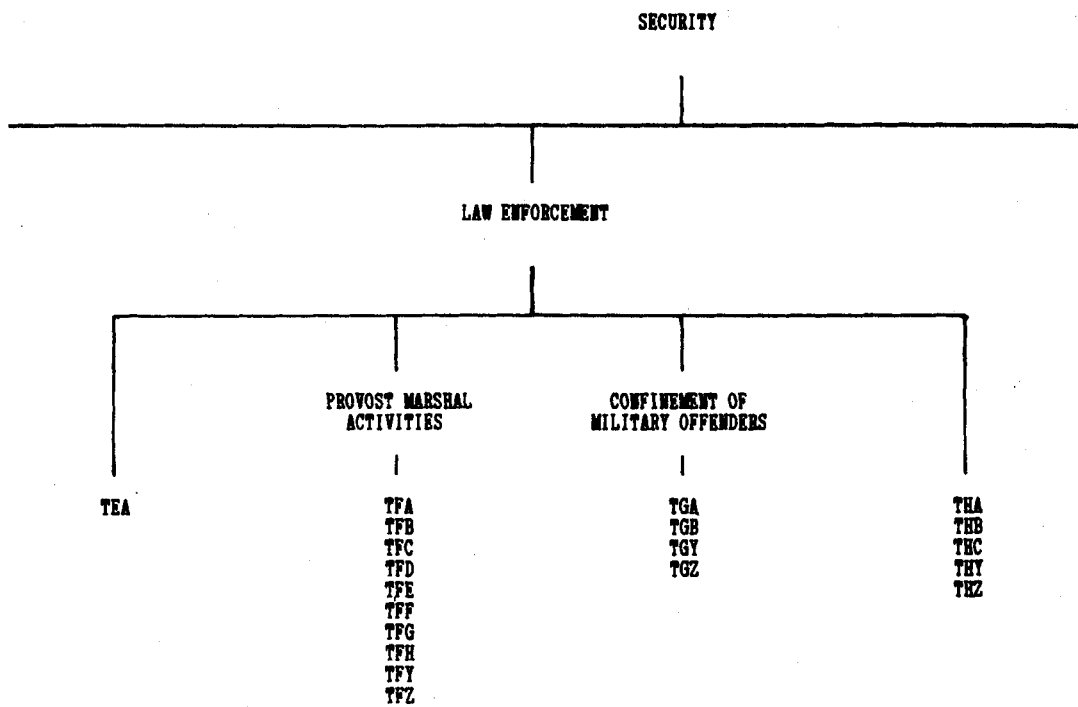 SECURITY
LAW ENFORCEMENT
PROVOST MARSHAL
ACTIVITIES
CONFINEMENT OF
MILITARY OFFENDERS
TEA
TFA
TFB
TFC
TFD
TFE
TFF
TFG
TFH
TFY
TFZ
TGA
TGB
TGY
TGZ
THA
THB
THC
THY
THZ